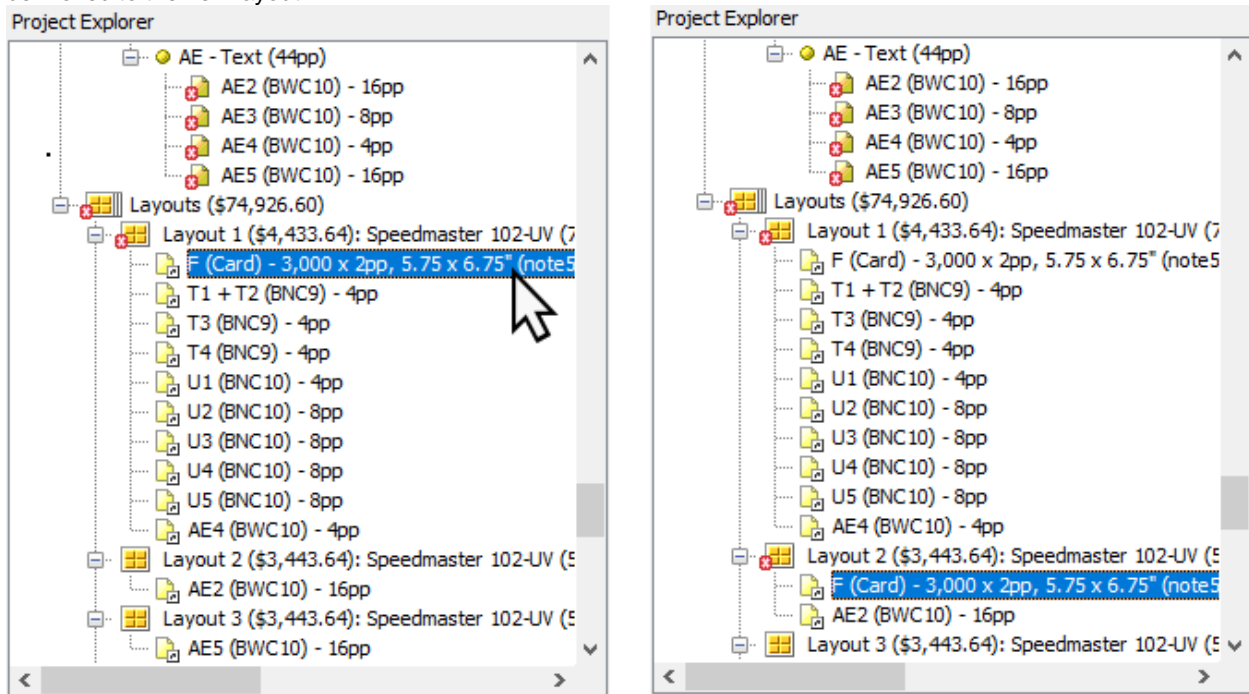 Project Explorer
AE - Text (44pp)
AE2 (BWC10) - 16pp
AE3 (BWC10) - 8pp
AE4 (BWC10) - 4pp
AE5 (BWC10) - 16pp
Layouts ($74,926.60)
Layout 1 ($4,433.64): Speedmaster 102-UV (7
F (Card) - 3,000 x 2pp, 5.75 x 6.75" (note5
T1 + T2 (BNC9) - 4pp
T3 (BNC9) - 4pp
T4 (BNC9) - 4pp
U1 (BNC10) - 4pp
U2 (BNC10) - 8pp
U3 (BNC10) - 8pp
U4 (BNC10) - 8pp
U5 (BNC10) - 8pp
AE4 (BWC10) - 4pp
Layout 2 ($3,443.64): Speedmaster 102-UV (5
AE2 (BWC10) - 16pp
Layout 3 ($3,443.64): Speedmaster 102-UV (5
AE5 (BWC10) - 16pp
Project Explorer
AE - Text (44pp)
AE2 (BWC10) - 16pp
AE3 (BWC10) - 8pp
AE4 (BWC10) - 4pp
AE5 (BWC10) - 16pp
Layouts ($74,926.60)
Layout 1 ($4,433.64): Speedmaster 102-UV (7
F (Card) - 3,000 x 2pp, 5.75 x 6.75" (note5
T1 + T2 (BNC9) - 4pp
T3 (BNC9) - 4pp
T4 (BNC9) - 4pp
U1 (BNC10) - 4pp
U2 (BNC10) - 8pp
U3 (BNC10) - 8pp
U4 (BNC10) - 8pp
U5 (BNC10) - 8pp
AE4 (BWC10) - 4pp
Layout 2 ($3,443.64): Speedmaster 102-UV (5
F (Card) - 3,000 x 2pp, 5.75 x 6.75" (note5
AE2 (BWC10) - 16pp
Layout 3 ($3,443.64): Speedmaster 102-UV (5